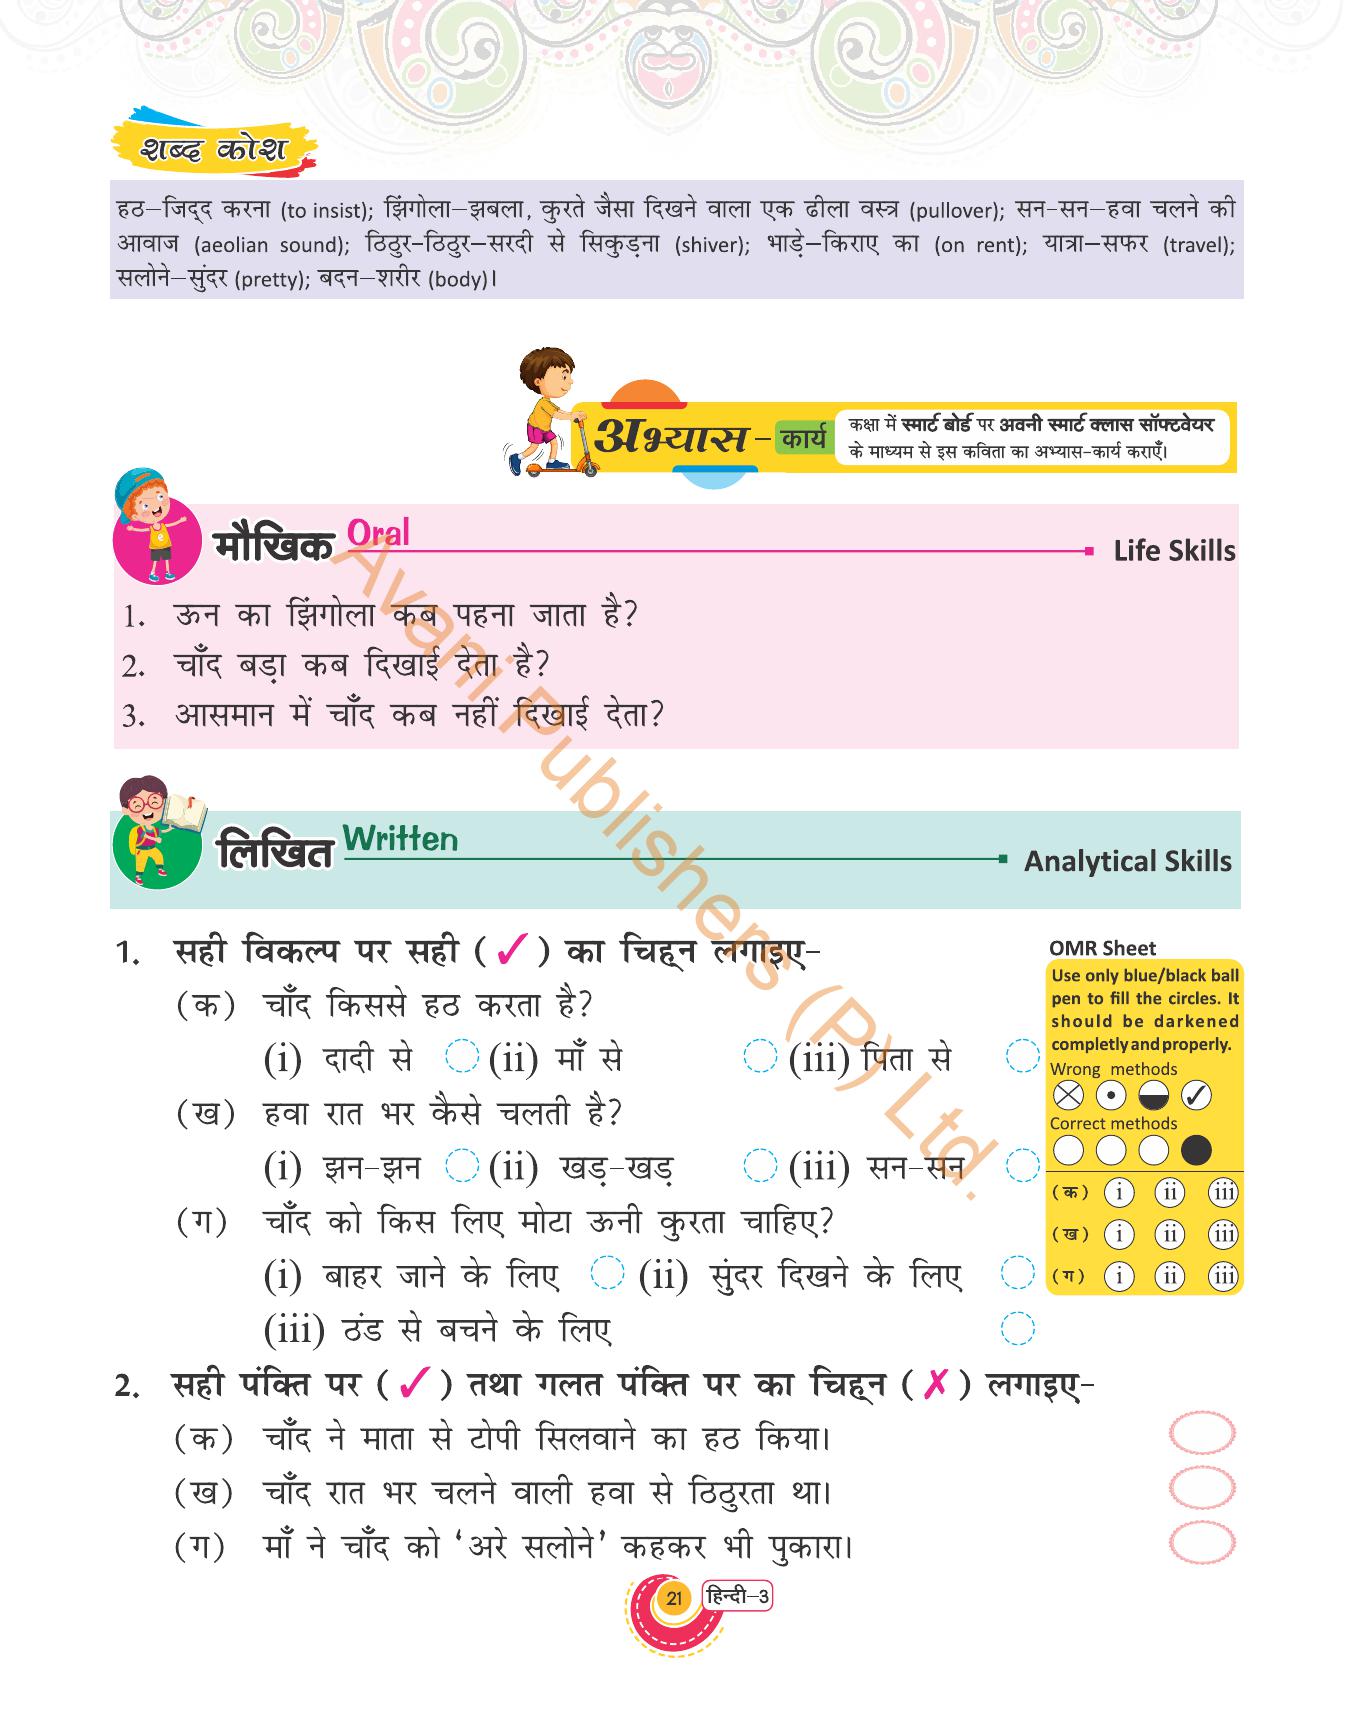 शब्द कोश
हठ–जिद्द करना (to insist); झिंगोला–झबला, कुरते जैसा दिखने वाला एक ढीला वस्त्र (pullover); सन-सन–हवा चलने की
आवाज (aeolian sound); ठिठुर-ठिठुर–सरदी से सिकुड़ना (shiver); भाड़े–किराए का (on rent); यात्रा–सफर (travel);
सलोने–सुंदर (pretty); बदन–शरीर (body)।
अभ्यास – कार्य
कक्षा में स्मार्ट बोर्ड पर अवनी स्मार्ट क्लास सॉफ्टवेयर
के माध्यम से इस कविता का अभ्यास-कार्य कराएँ।
मौखिक Oral Life Skills
1. ऊन का झिंगोला कब पहना जाता है?
2. चाँद बड़ा कब दिखाई देता है?
3. आसमान में चाँद कब नहीं दिखाई देता?
लिखित Written Analytical Skills
1. सही विकल्प पर सही (✓) का चिह्न लगाइए-
(क) चाँद किससे हठ करता है?
(i) दादी से (ii) माँ से (iii) पिता से
(ख) हवा रात भर कैसे चलती है?
(i) झन-झन (ii) खड़-खड़ (iii) सन-सन
(ग) चाँद को किस लिए मोटा ऊनी कुरता चाहिए?
(i) बाहर जाने के लिए (ii) सुंदर दिखने के लिए
(iii) ठंड से बचने के लिए
OMR Sheet
Use only blue/black ball
pen to fill the circles. It
should be darkened
completly and properly.
Wrong methods
Correct methods
(क) i ii iii
(ख) i ii iii
(ग) i ii iii
2. सही पंक्ति पर (✓) तथा गलत पंक्ति पर का चिह्न (✗) लगाइए-
(क) चाँद ने माता से टोपी सिलवाने का हठ किया।
(ख) चाँद रात भर चलने वाली हवा से ठिठुरता था।
(ग) माँ ने चाँद को ‘अरे सलोने’ कहकर भी पुकारा।
21 हिन्दी–3
Avani Publishers (P) Ltd.